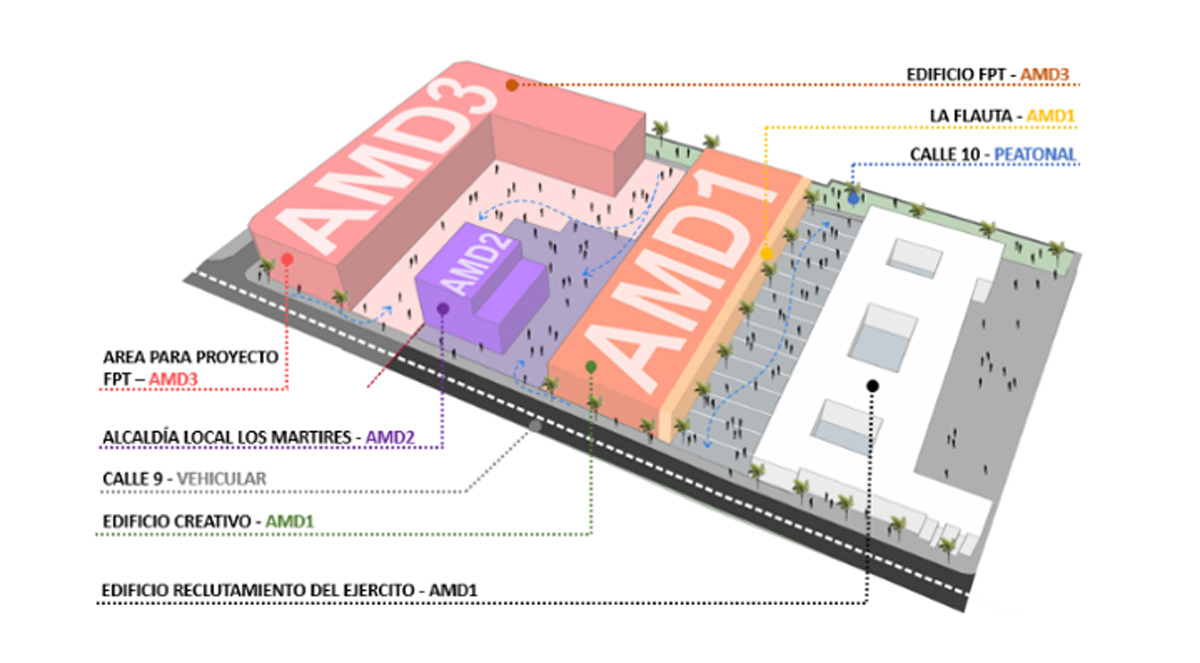 EDIFICIO FPT - AMD3
LA FLAUTA - AMD1
CALLE 10 - PEATONAL
AMD3
AMD2
AMD1
AREA PARA PROYECTO
FPT – AMD3
ALCALDÍA LOCAL LOS MARTIRES - AMD2
CALLE 9 - VEHICULAR
EDIFICIO CREATIVO - AMD1
EDIFICIO RECLUTAMIENTO DEL EJERCITO - AMD1